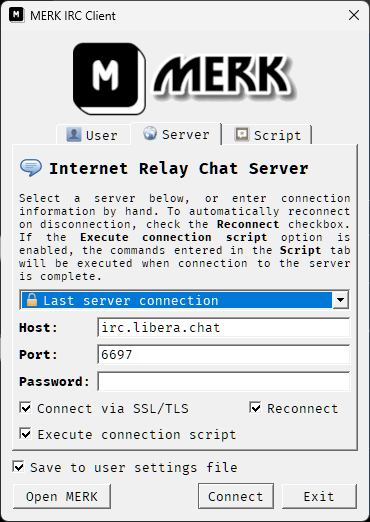 MERK IRC Client
M MERK
User Server Script
Internet Relay Chat Server
Select a server below, or enter connection
information by hand. To automatically reconnect
on disconnection, check the Reconnect checkbox.
If the Execute connection script option is
enabled, the commands entered in the Script tab
will be executed when connection to the server
is complete.
Last server connection
Host: irc.libera.chat
Port: 6697
Password:
Connect via SSL/TLS Reconnect
Execute connection script
Save to user settings file
Open MERK Connect Exit